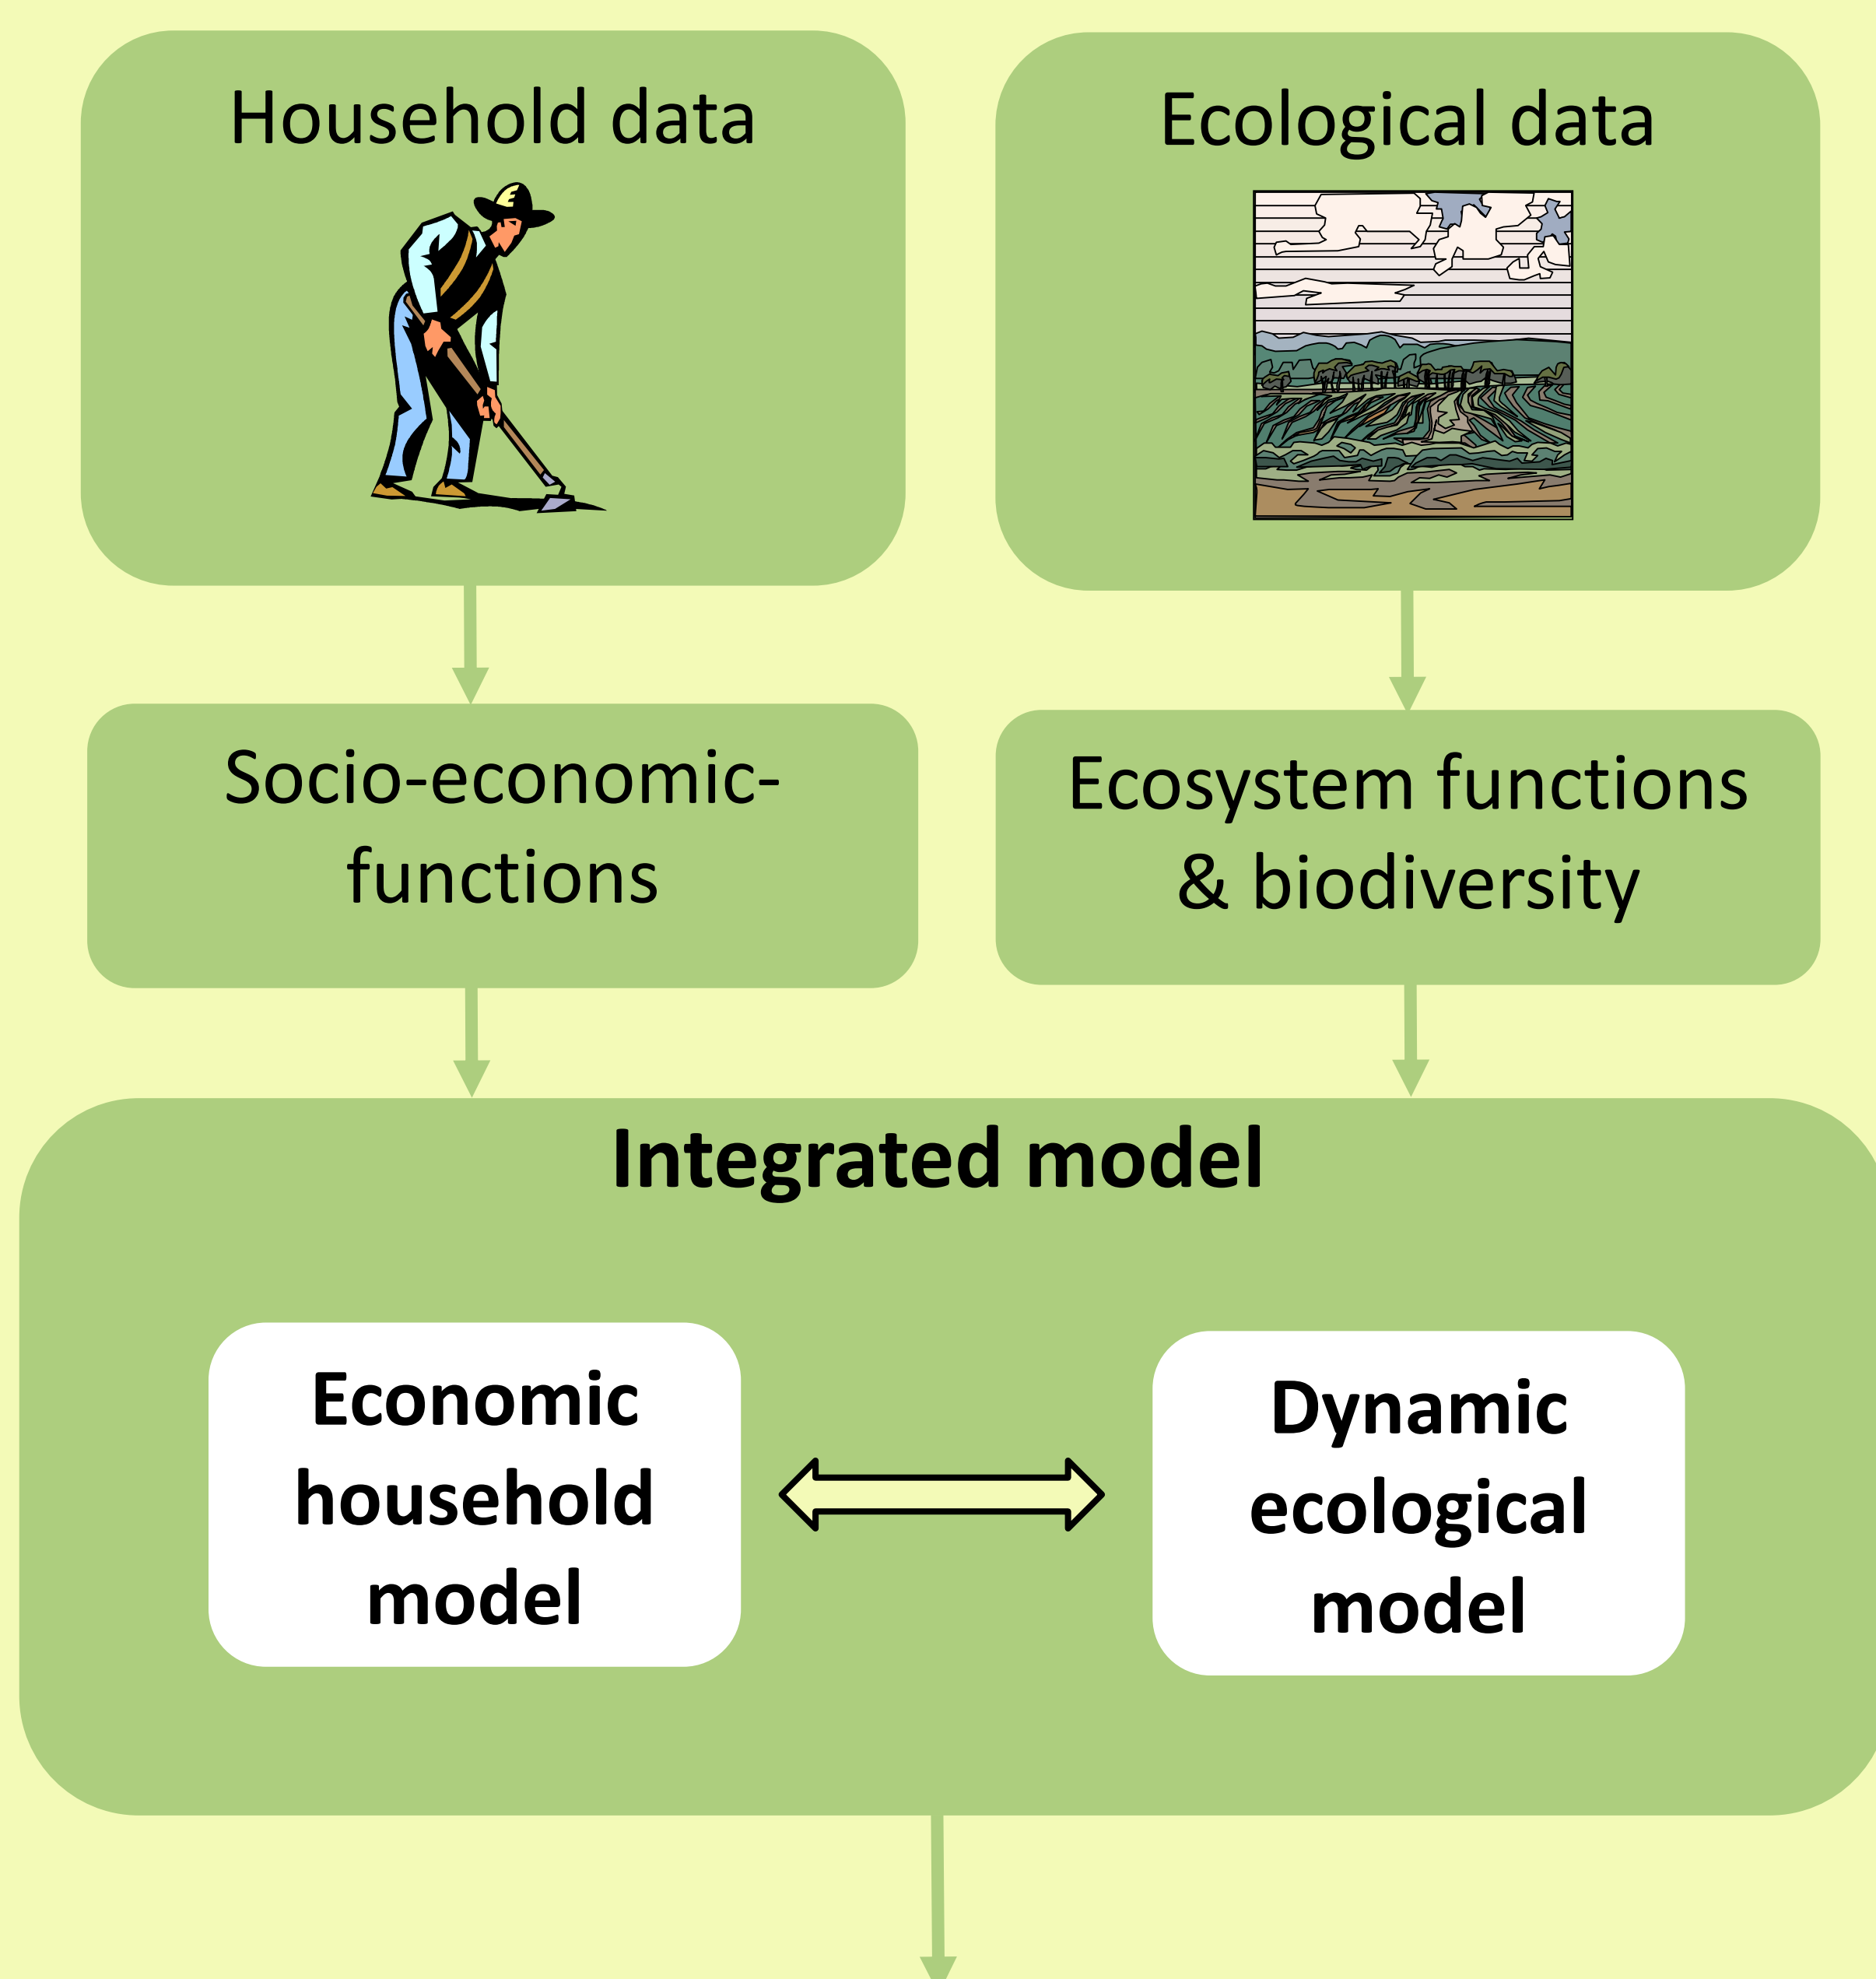 Household data
Ecological data
Socio-economic-
functions
Ecosystem functions
& biodiversity
Integrated model
Economic
household
model
Dynamic
ecological
model